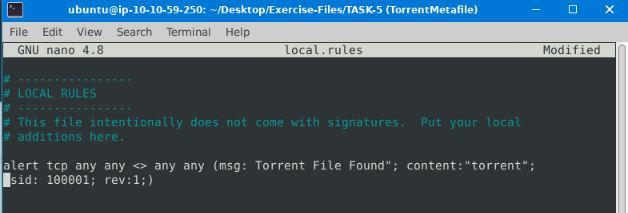 ubuntu@ip-10-10-59-250: ~/Desktop/Exercise-Files/TASK-5 (TorrentMetafile)
File Edit View Search Terminal Help
GNU nano 4.8 local.rules Modified
# ----------------
# LOCAL RULES
# ----------------
# This file intentionally does not come with signatures.  Put your local
# additions here.
alert tcp any any <> any any (msg: Torrent File Found"; content:"torrent";
sid: 100001; rev:1;)